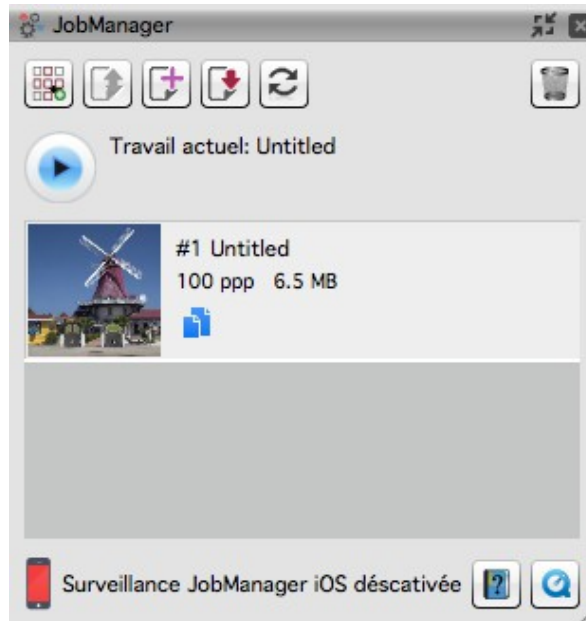 JobManager
Travail actuel: Untitled
#1 Untitled
100 ppp 6.5 MB
Surveillance JobManager iOS déscativée